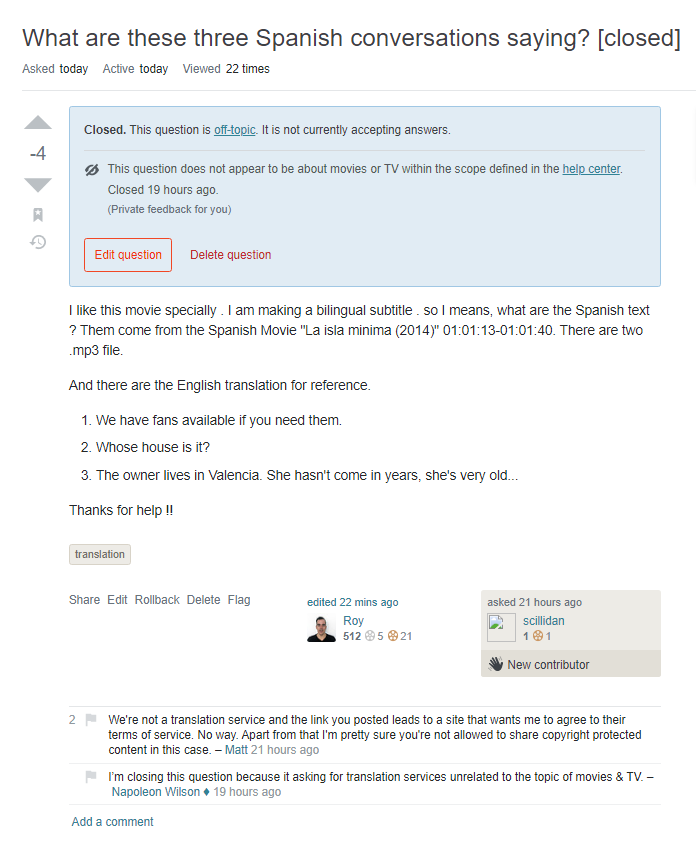 What are these three Spanish conversations saying? [closed]
Asked today Active today Viewed 22 times
-4
Closed. This question is off-topic. It is not currently accepting answers.
This question does not appear to be about movies or TV within the scope defined in the help center.
Closed 19 hours ago.
(Private feedback for you)
Edit question Delete question
I like this movie specially . I am making a bilingual subtitle . so I means, what are the Spanish text
? Them come from the Spanish Movie "La isla minima (2014)" 01:01:13-01:01:40. There are two
.mp3 file.
And there are the English translation for reference.
1. We have fans available if you need them.
2. Whose house is it?
3. The owner lives in Valencia. She hasn't come in years, she's very old...
Thanks for help !!
translation
Share Edit Rollback Delete Flag
edited 22 mins ago
Roy
512 5 21
asked 21 hours ago
scillidan
1 1
New contributor
2 We're not a translation service and the link you posted leads to a site that wants me to agree to their
terms of service. No way. Apart from that I'm pretty sure you're not allowed to share copyright protected
content in this case. – Matt 21 hours ago
I'm closing this question because it asking for translation services unrelated to the topic of movies & TV. –
Napoleon Wilson ♦ 19 hours ago
Add a comment